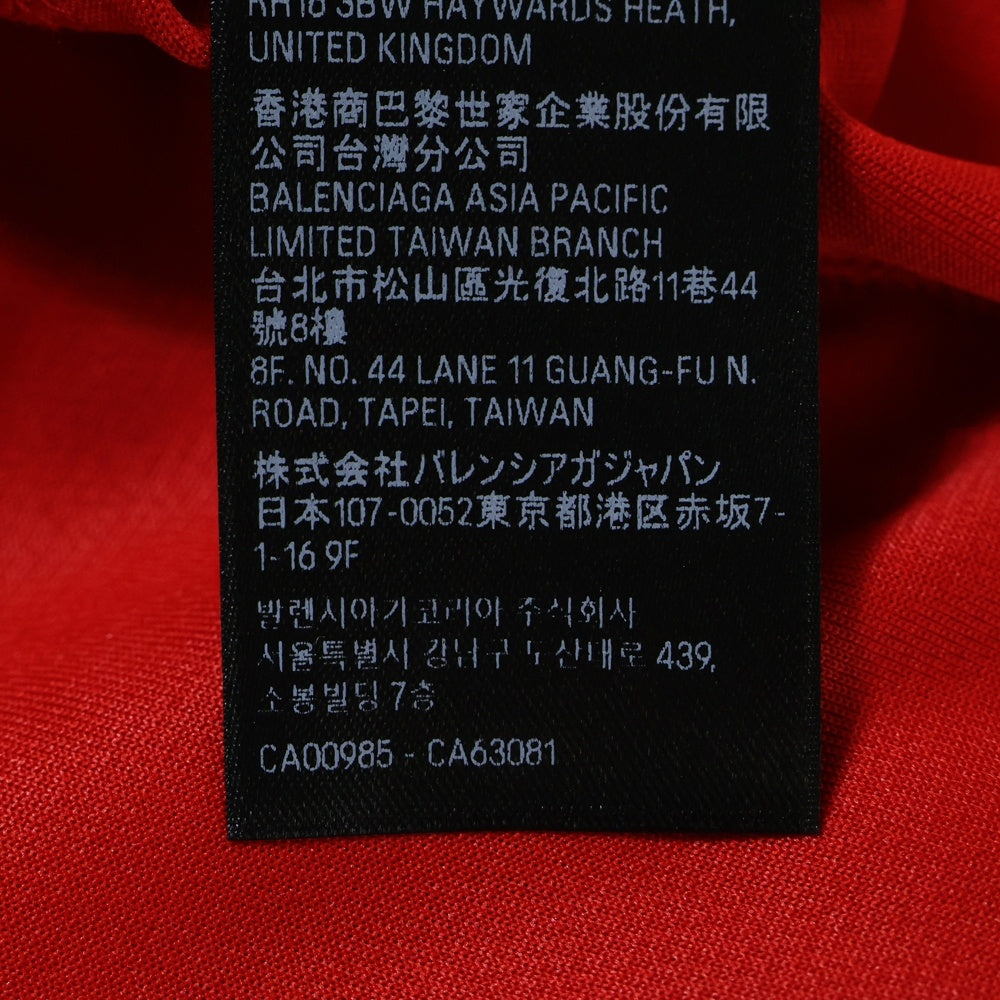 RH16 3BW HAYWARDS HEATH,
UNITED KINGDOM
香港商巴黎世家企業股份有限
公司台灣分公司
BALENCIAGA ASIA PACIFIC
LIMITED TAIWAN BRANCH
台北市松山區光復北路11巷44
號8樓
8F. NO. 44 LANE 11 GUANG-FU N.
ROAD, TAPEI, TAIWAN
株式会社バレンシアガジャパン
日本107-0052東京都港区赤坂7-
1-16 9F
발렌시아가코리아 주식회사
서울특별시 강남구 도산대로 439,
소봉빌딩 7층
CA00985 - CA63081